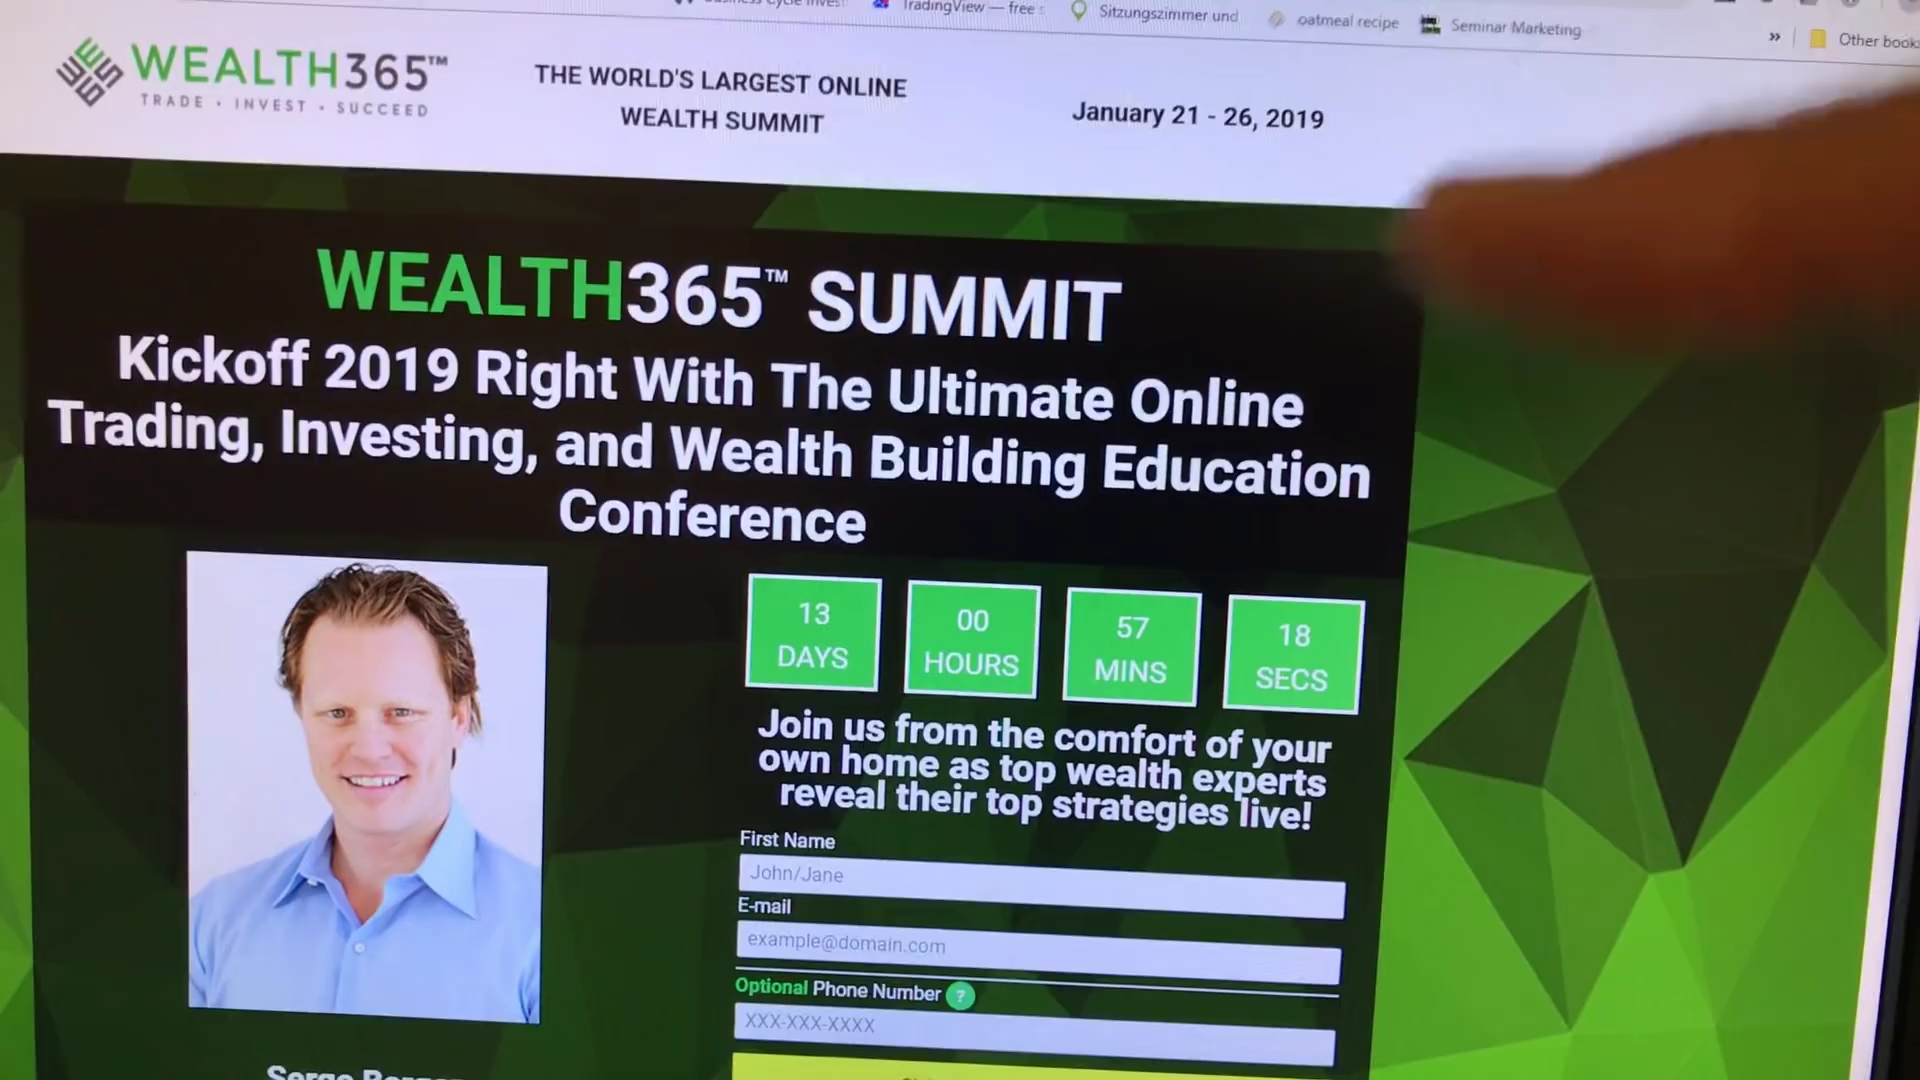 TradingView — free
Sitzungszimmer und
oatmeal recipe
Seminar Marketing
»
Other book
WEALTH365™
TRADE • INVEST • SUCCEED
THE WORLD'S LARGEST ONLINE
WEALTH SUMMIT
January 21 - 26, 2019
WEALTH365™ SUMMIT
Kickoff 2019 Right With The Ultimate Online
Trading, Investing, and Wealth Building Education
Conference
13
DAYS
00
HOURS
57
MINS
18
SECS
Join us from the comfort of your
own home as top wealth experts
reveal their top strategies live!
First Name
John/Jane
E-mail
example@domain.com
Optional Phone Number ?
XXX-XXX-XXXX